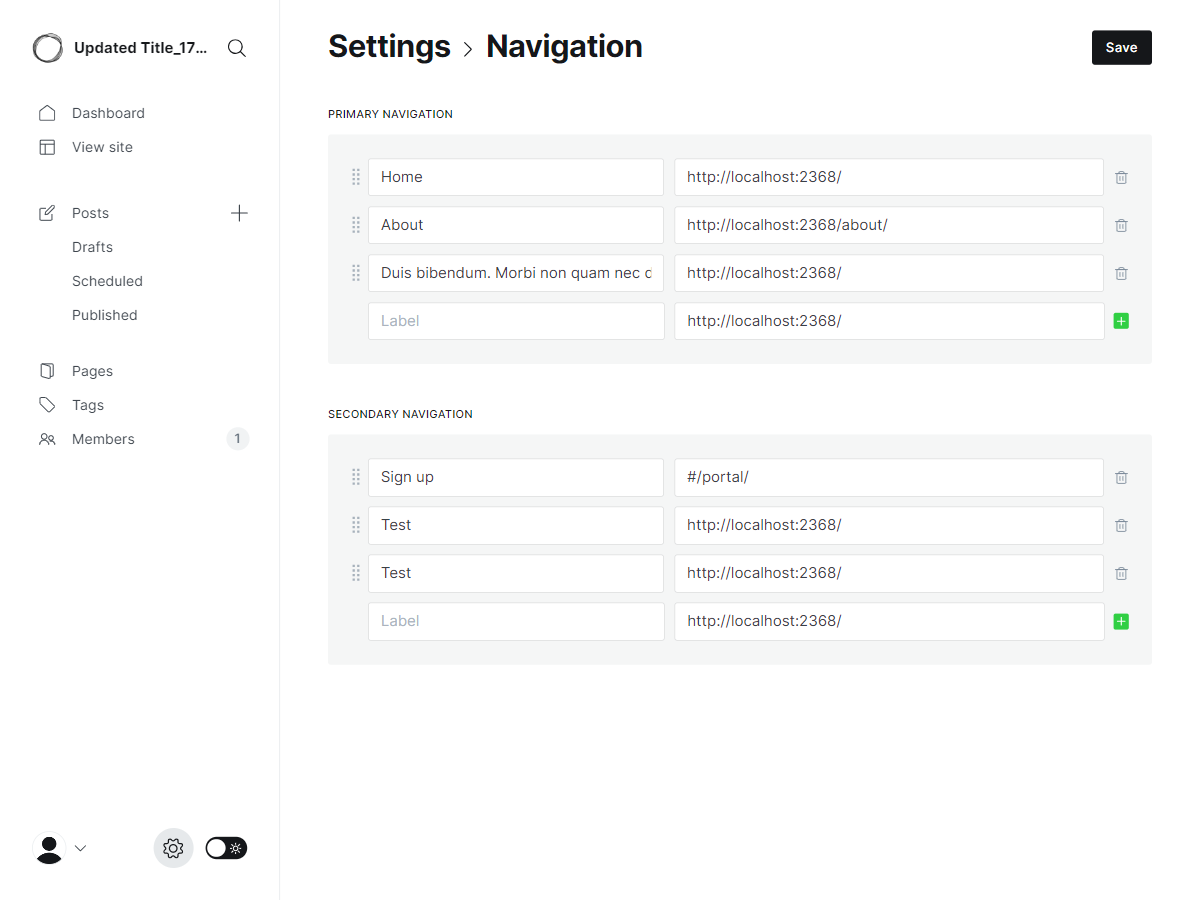 Updated Title_17...
Settings > Navigation
Save
Dashboard
View site
Posts
Drafts
Scheduled
Published
Pages
Tags
Members
1
PRIMARY NAVIGATION
Home http://localhost:2368/
About http://localhost:2368/about/
Duis bibendum. Morbi non quam nec http://localhost:2368/
Label http://localhost:2368/
SECONDARY NAVIGATION
Sign up #/portal/
Test http://localhost:2368/
Test http://localhost:2368/
Label http://localhost:2368/